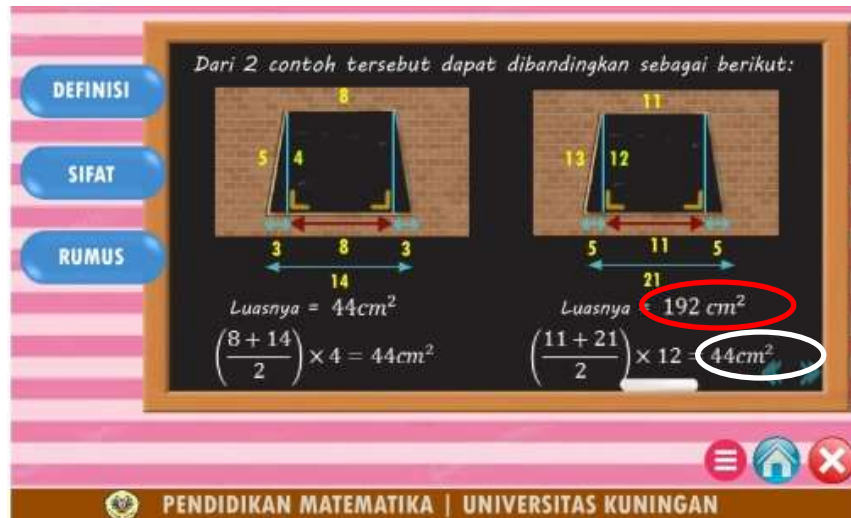 Dari 2 contoh tersebut dapat dibandingkan sebagai berikut:
DEFINISI
SIFAT
RUMUS
8
5 4
3 8 3
14
Luasnya = 44cm²
(8 + 14 / 2) × 4 = 44cm²
11
13 12
5 11 5
21
Luasnya = 192 cm²
(11 + 21 / 2) × 12 = 44cm²
PENDIDIKAN MATEMATIKA | UNIVERSITAS KUNINGAN